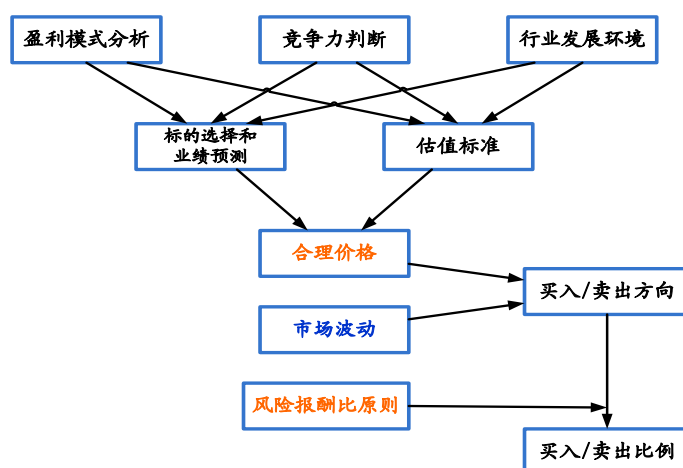 盈利模式分析
竞争力判断
行业发展环境
标的选择和
业绩预测
估值标准
合理价格
买入/卖出方向
市场波动
风险报酬比原则
买入/卖出比例